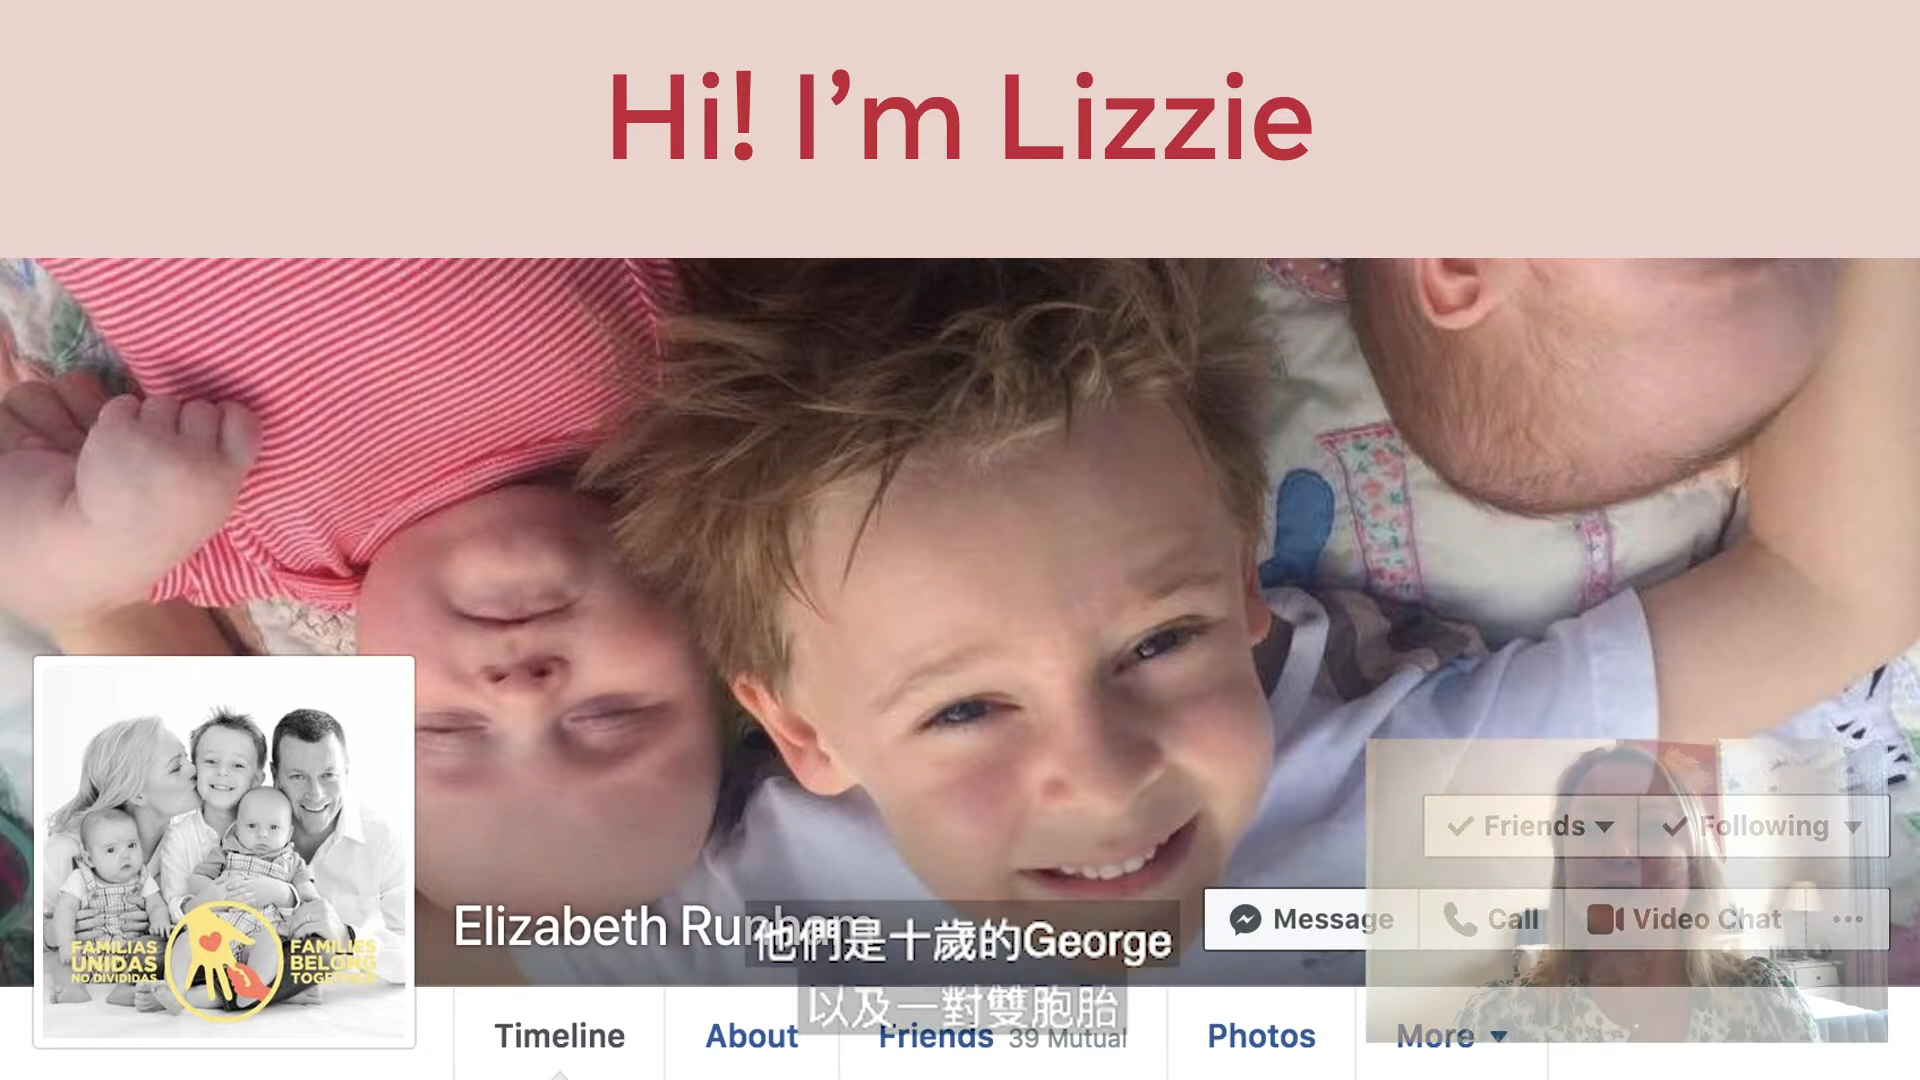 Hi! I’m Lizzie
Friends
Following
Elizabeth Runham
他們是十歲的George
以及一對雙胞胎
Message
Call
Video Chat
FAMILIAS
UNIDAS
NO DIVIDIDAS
FAMILIES
BELONG
TOGETHER
Timeline
About
Friends 39 Mutual
Photos
More